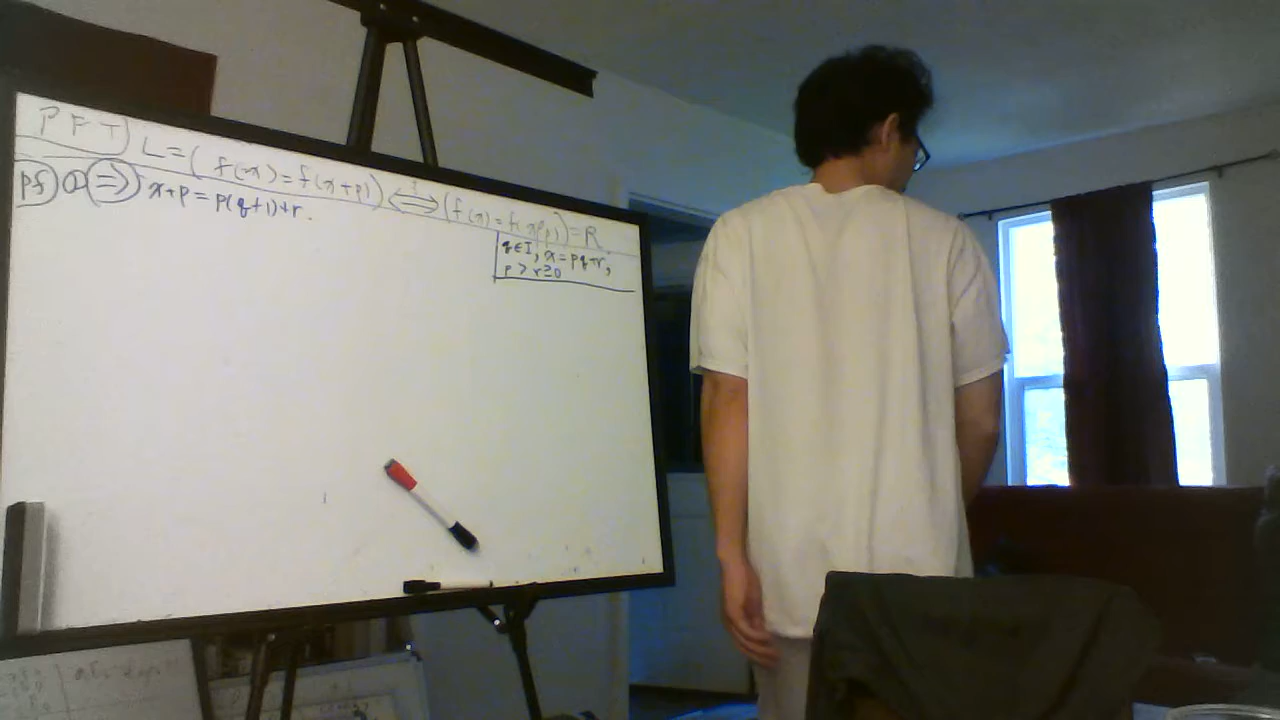 PFT) L=( f(x)=f(x+p) ) <=?=> (f(x)=f(x%p))=R.
pf) ① (⇒) x+p=p(q+1)+r.
q∈I, x=pq+r,
p>r≥0